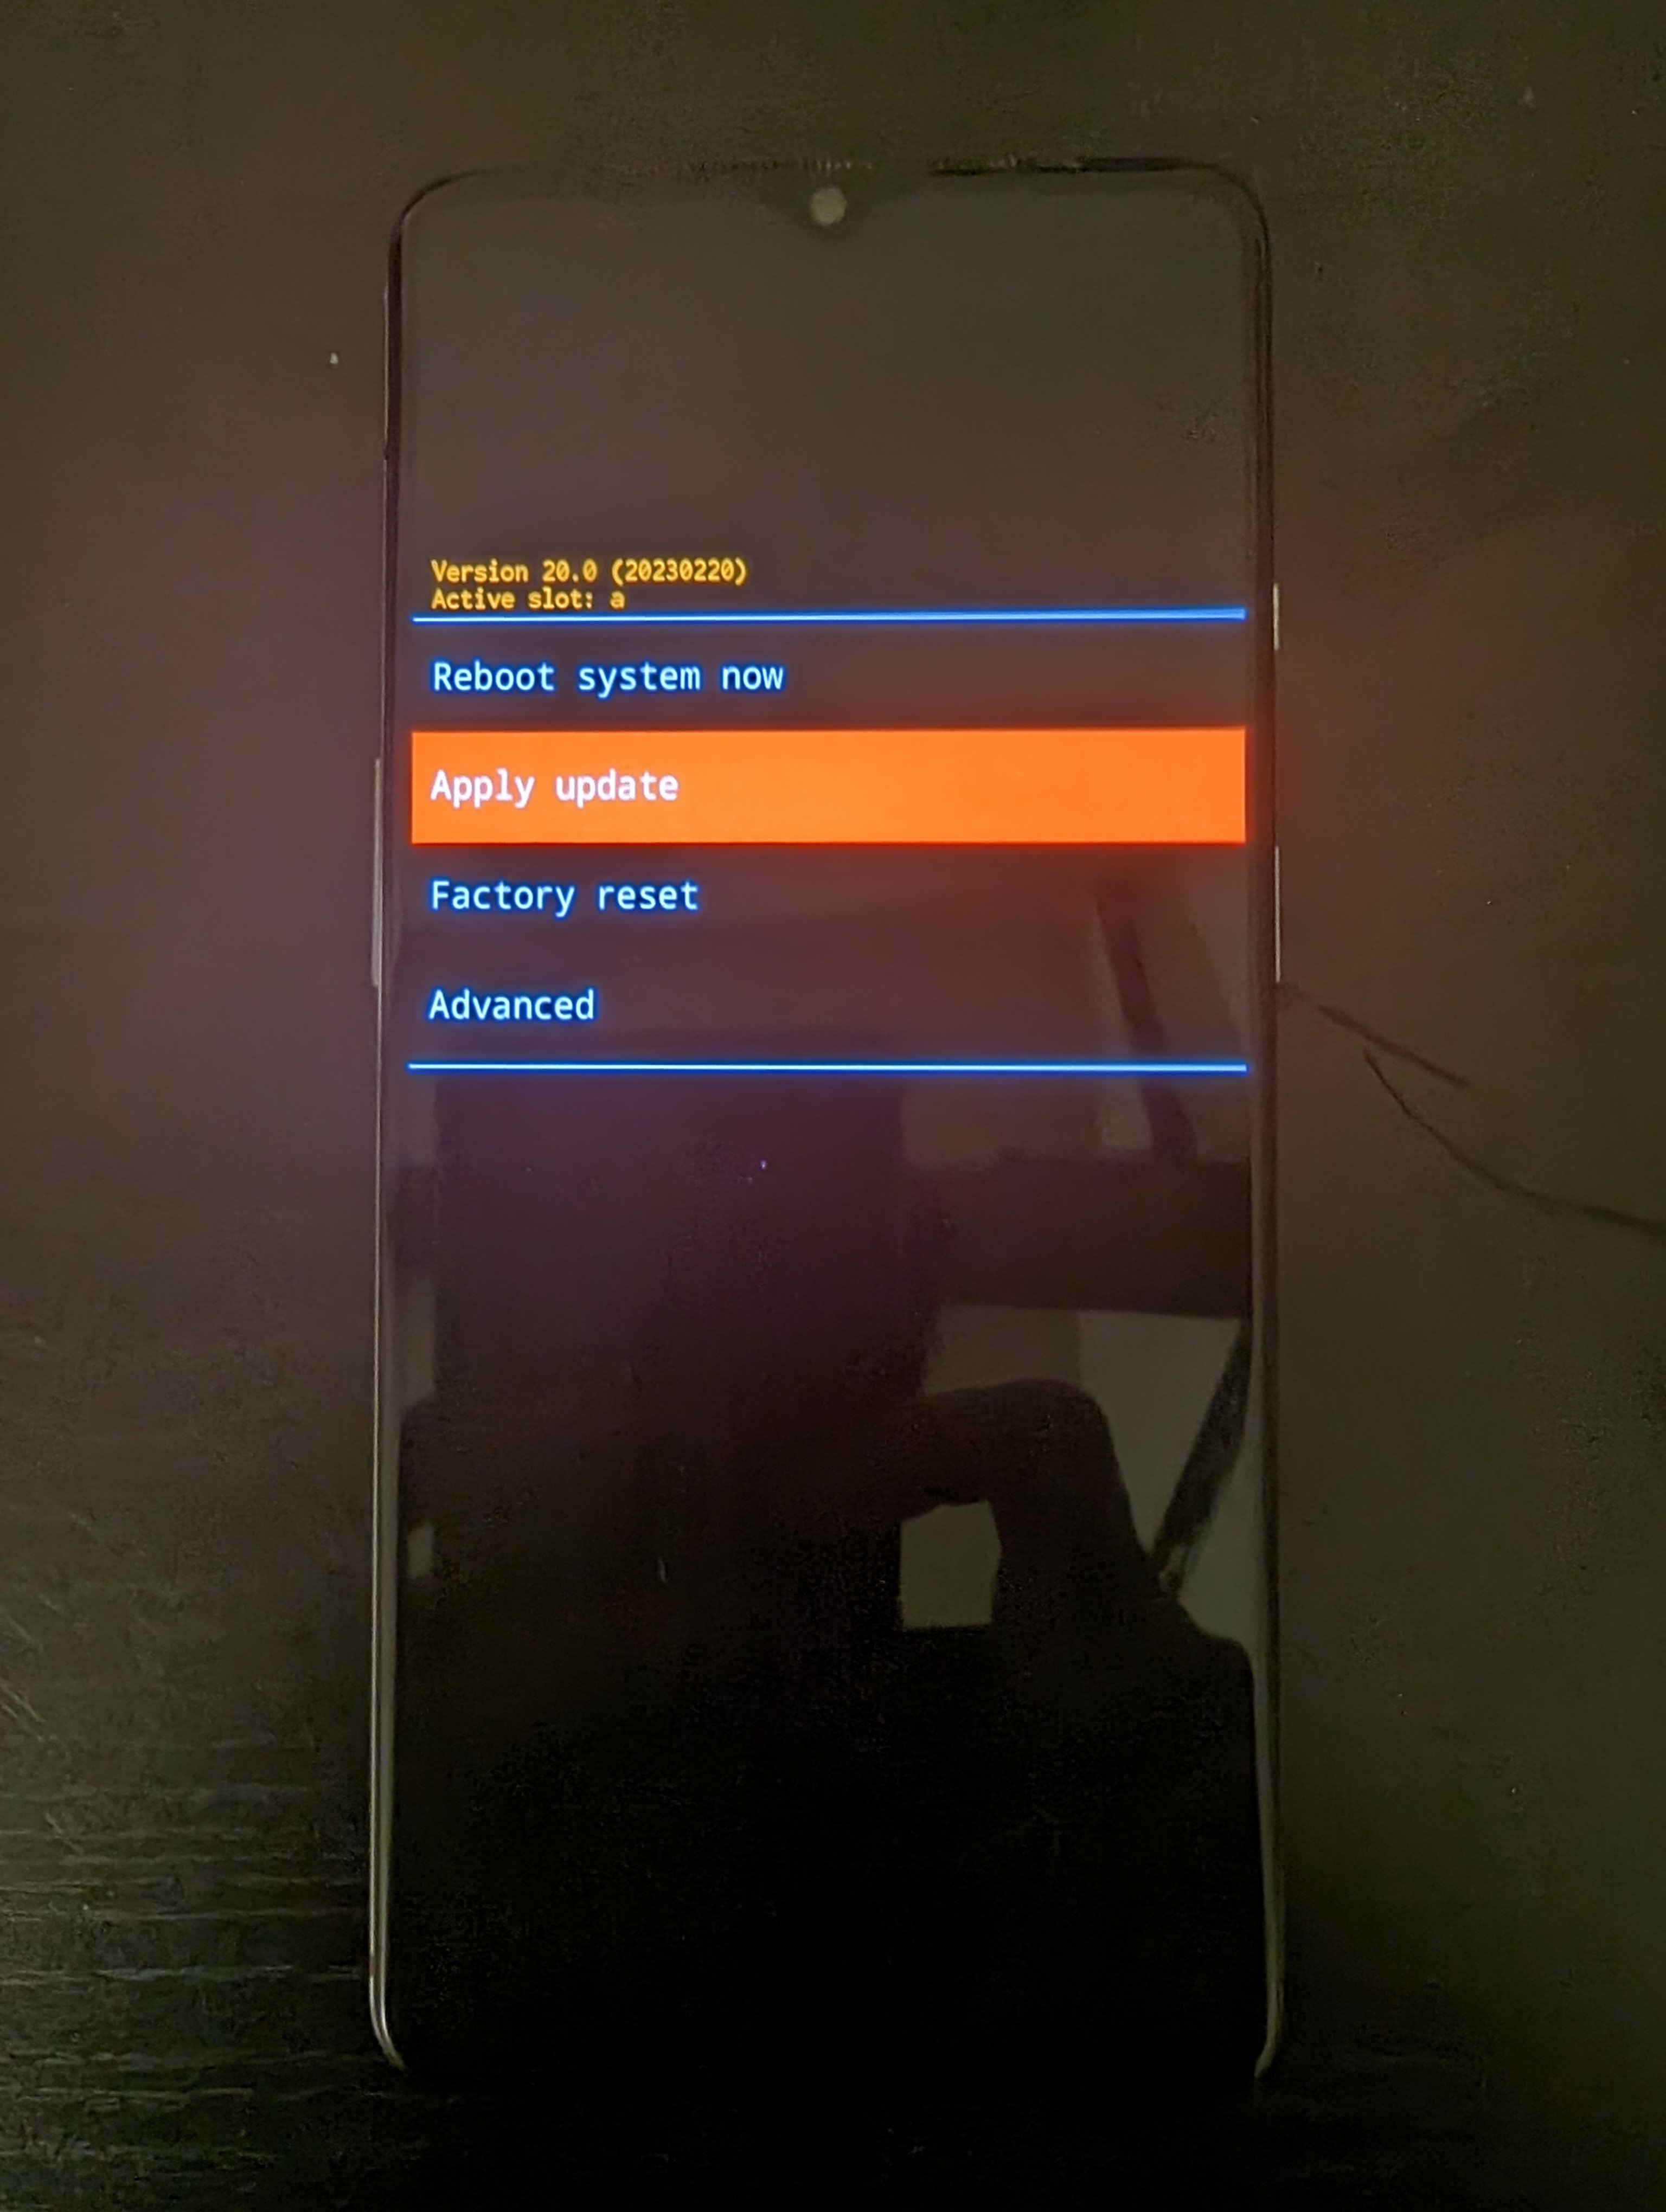 Version 20.0 (20230220)
Active slot: a
Reboot system now
Apply update
Factory reset
Advanced